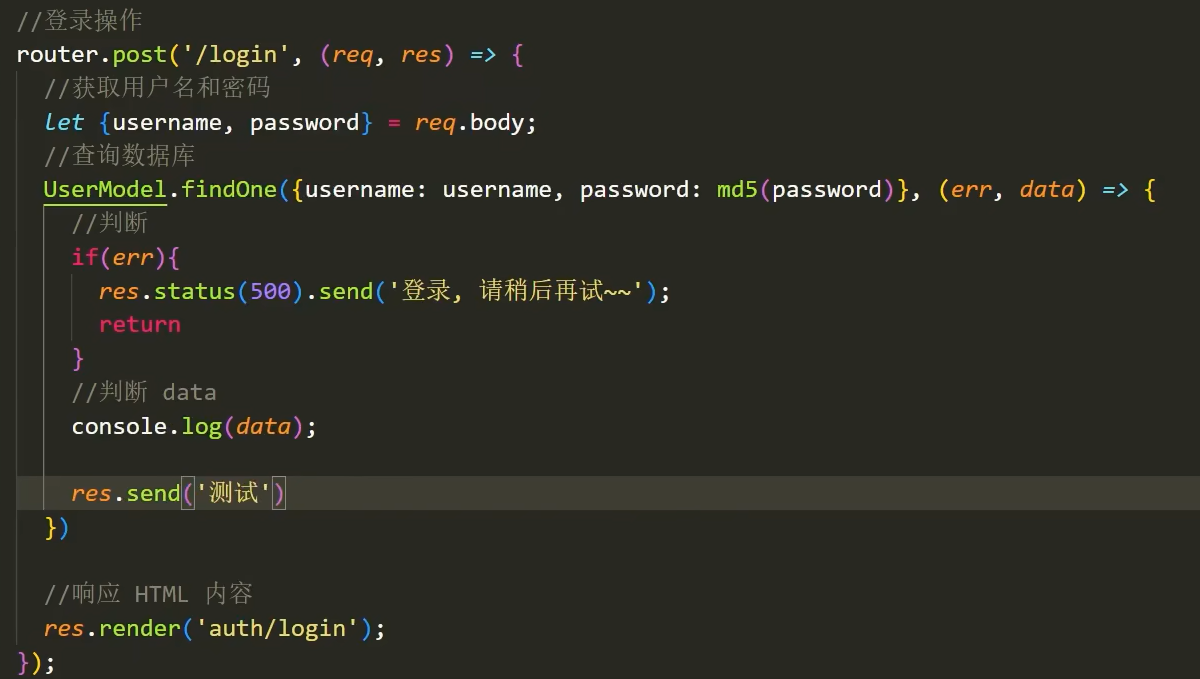 //登录操作
router.post('/login', (req, res) => {
//获取用户名和密码
let {username, password} = req.body;
//查询数据库
UserModel.findOne({username: username, password: md5(password)}, (err, data) => {
//判断
if(err){
res.status(500).send('登录, 请稍后再试~~');
return
}
//判断 data
console.log(data);
res.send('测试')
})
//响应 HTML 内容
res.render('auth/login');
});